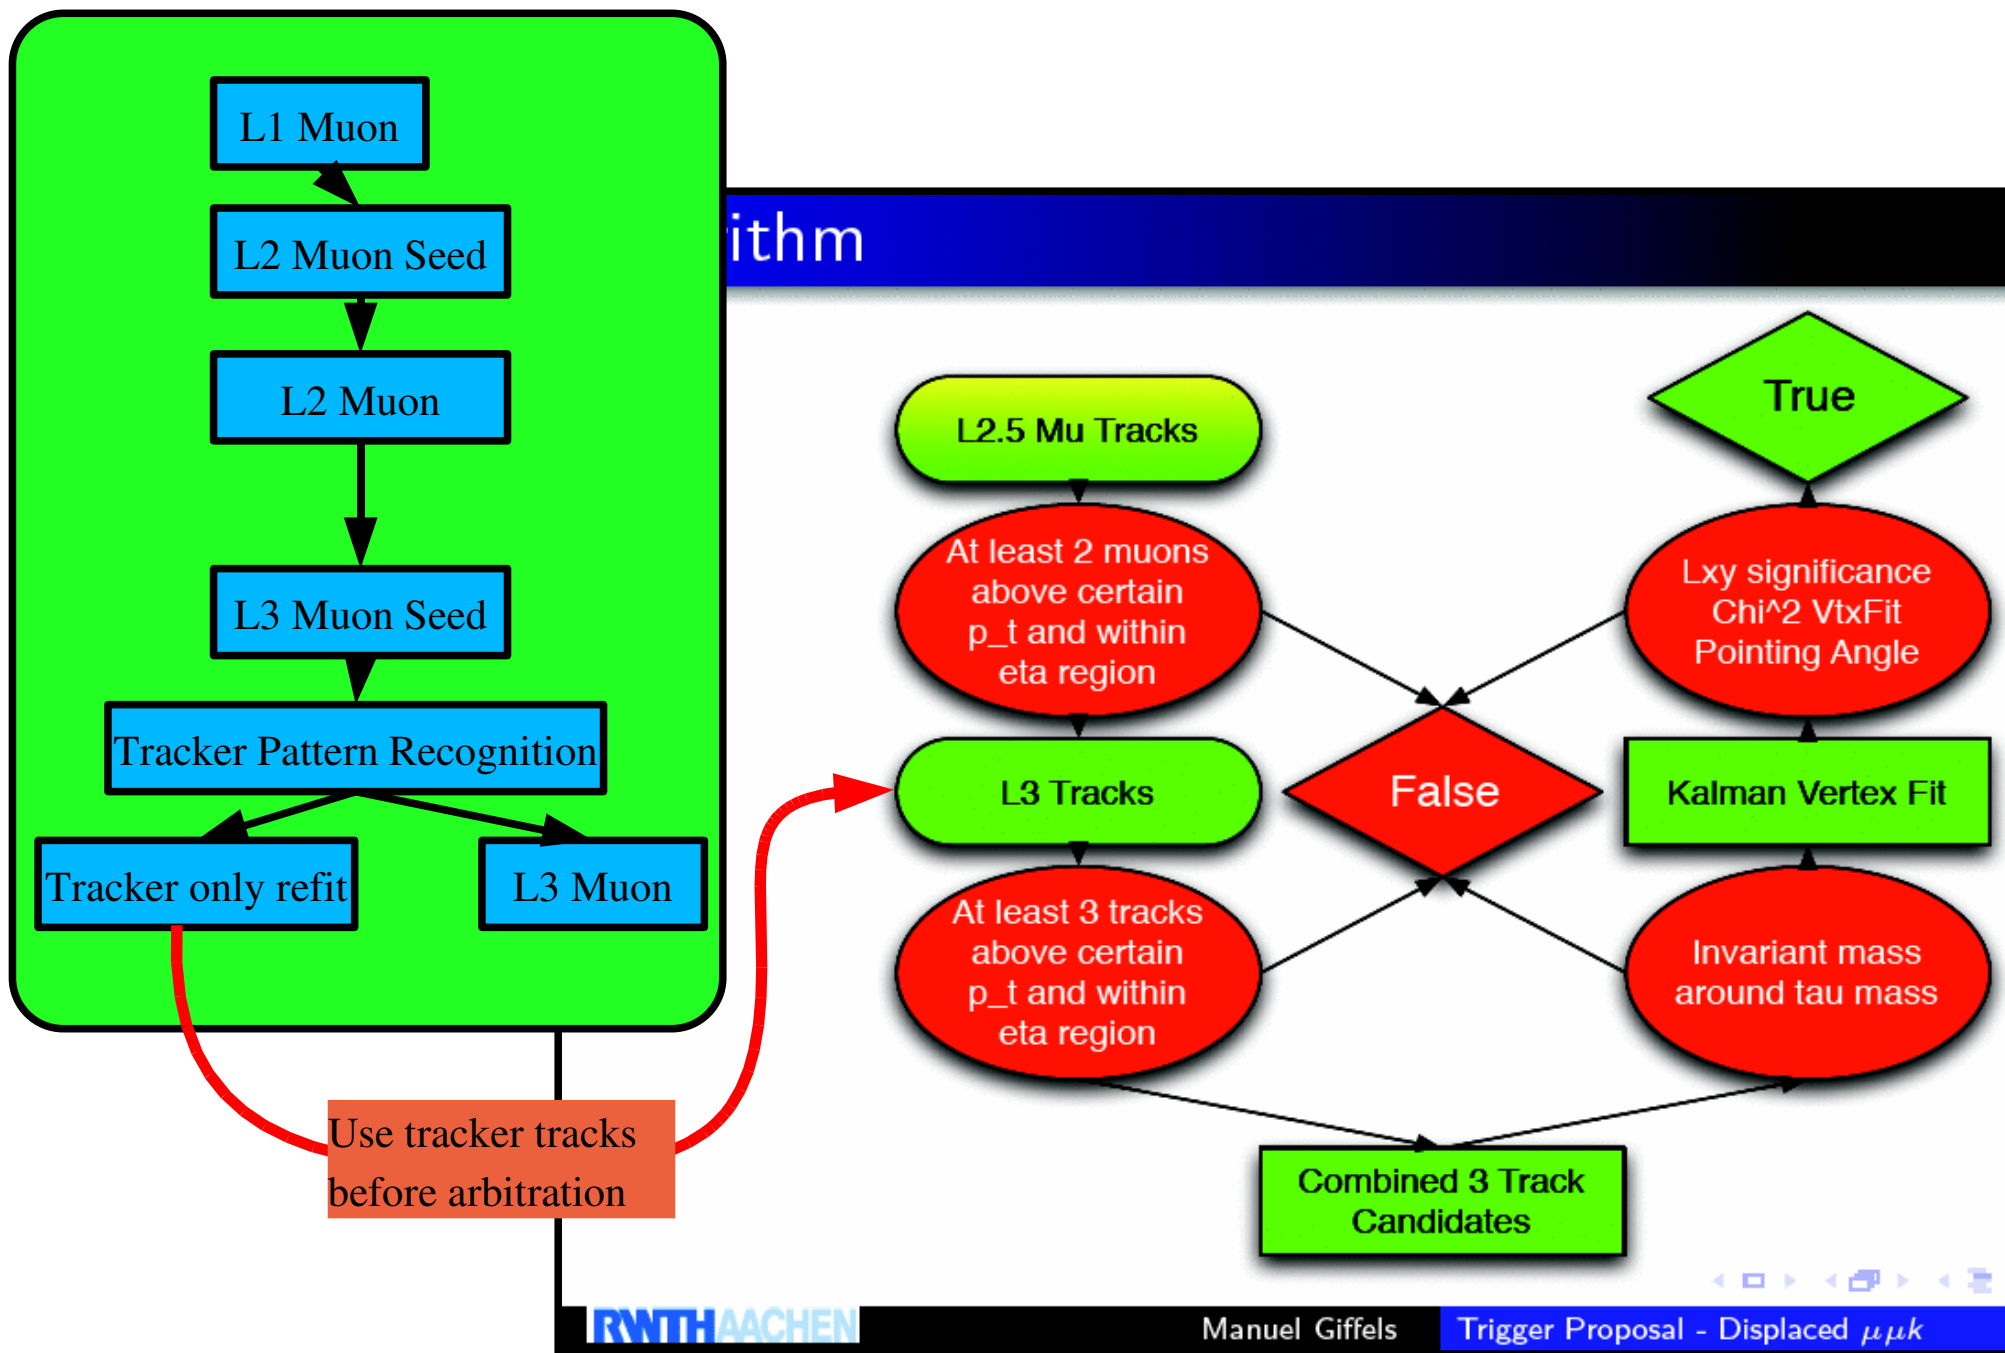 L1 Muon
L2 Muon Seed
L2 Muon
L3 Muon Seed
Tracker Pattern Recognition
Tracker only refit
L3 Muon
Use tracker tracks
before arbitration
ithm
L2.5 Mu Tracks
At least 2 muons
above certain
p_t and within
eta region
L3 Tracks
At least 3 tracks
above certain
p_t and within
eta region
False
Combined 3 Track
Candidates
True
Lxy significance
Chi^2 VtxFit
Pointing Angle
Kalman Vertex Fit
Invariant mass
around tau mass
RWTHAACHEN
Manuel Giffels
Trigger Proposal - Displaced μμk